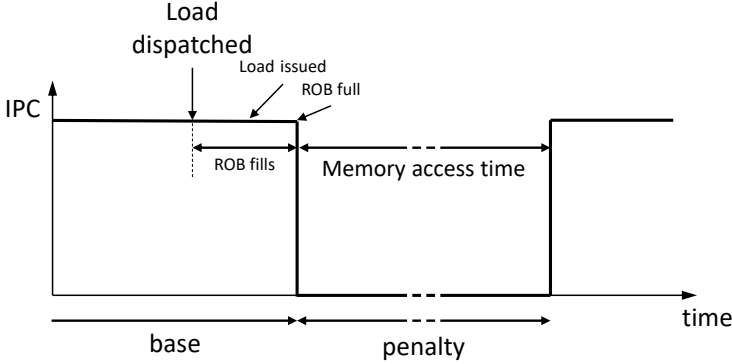 Load
dispatched
Load issued
ROB full
IPC
ROB fills
Memory access time
time
base
penalty